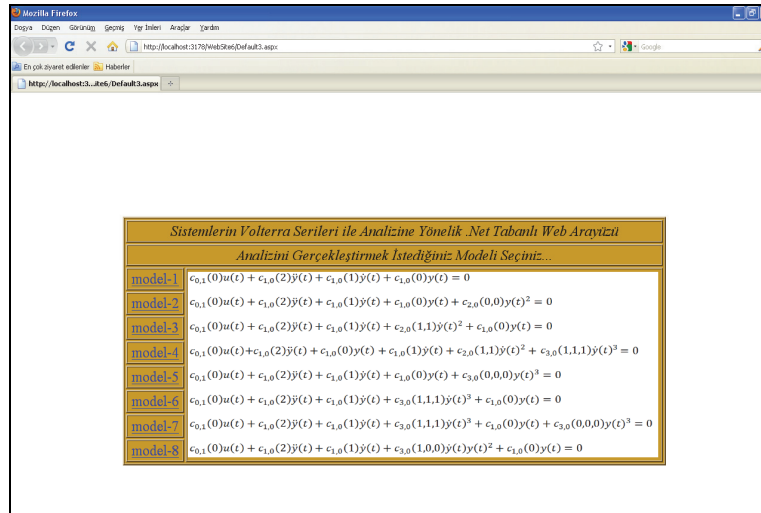 Mozilla Firefox
Dosya Düzen Görünüm Geçmiş Yer İmleri Araçlar Yardım
http://localhost:3178/WebSite6/Default3.aspx
Google
En çok ziyaret edilenler Haberler
http://localhost:3...ite6/Default3.aspx
Sistemlerin Volterra Serileri ile Analizine Yönelik .Net Tabanlı Web Arayüzü
Analizini Gerçekleştirmek İstediğiniz Modeli Seçiniz...
model-1 c₀,₁(0)u(t) + c₁,₀(2)ÿ(t) + c₁,₀(1)ẏ(t) + c₁,₀(0)y(t) = 0
model-2 c₀,₁(0)u(t) + c₁,₀(2)ÿ(t) + c₁,₀(1)ẏ(t) + c₁,₀(0)y(t) + c₂,₀(0,0)y(t)² = 0
model-3 c₀,₁(0)u(t) + c₁,₀(2)ÿ(t) + c₁,₀(1)ẏ(t) + c₂,₀(1,1)ẏ(t)² + c₁,₀(0)y(t) = 0
model-4 c₀,₁(0)u(t)+c₁,₀(2)ÿ(t) + c₁,₀(0)y(t) + c₁,₀(1)ẏ(t) + c₂,₀(1,1)ẏ(t)² + c₃,₀(1,1,1)ẏ(t)³ = 0
model-5 c₀,₁(0)u(t) + c₁,₀(2)ÿ(t) + c₁,₀(1)ẏ(t) + c₁,₀(0)y(t) + c₃,₀(0,0,0)y(t)³ = 0
model-6 c₀,₁(0)u(t) + c₁,₀(2)ÿ(t) + c₁,₀(1)ẏ(t) + c₃,₀(1,1,1)ẏ(t)³ + c₁,₀(0)y(t) = 0
model-7 c₀,₁(0)u(t) + c₁,₀(2)ÿ(t) + c₁,₀(1)ẏ(t) + c₃,₀(1,1,1)ẏ(t)³ + c₁,₀(0)y(t) + c₃,₀(0,0,0)y(t)³ = 0
model-8 c₀,₁(0)u(t) + c₁,₀(2)ÿ(t) + c₁,₀(1)ẏ(t) + c₃,₀(1,0,0)ẏ(t)y(t)² + c₁,₀(0)y(t) = 0